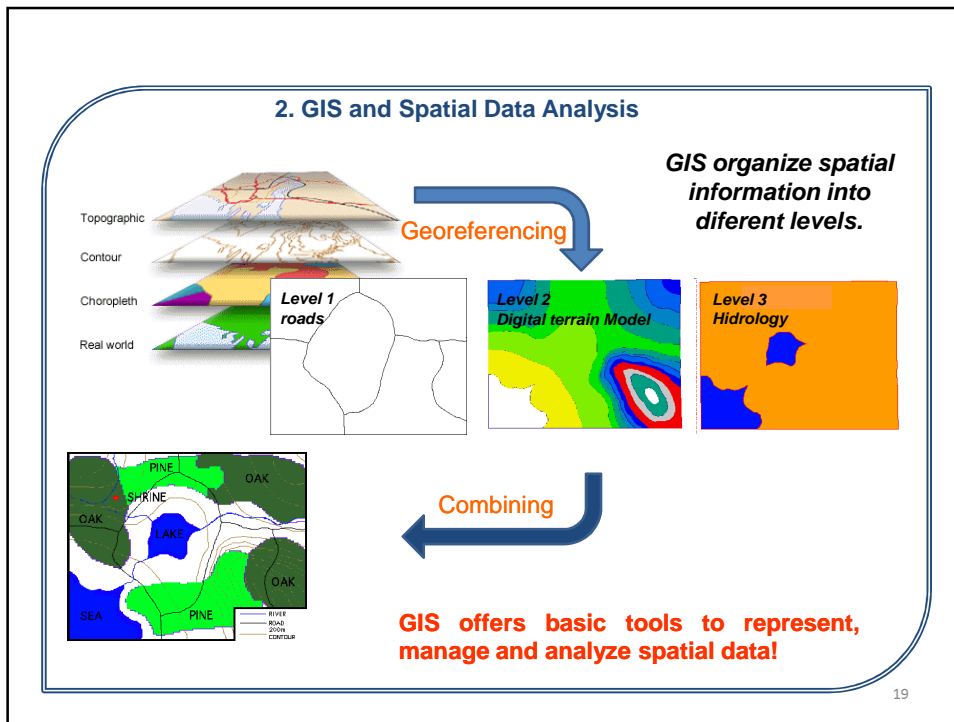 2. GIS and Spatial Data Analysis
GIS organize spatial
information into
diferent levels.
Topographic
Contour
Choropleth
Real world
Georeferencing
Level 1
roads
Level 2
Digital terrain Model
Level 3
Hidrology
PINE
OAK
SHRINE
OAK
LAKE
OAK
SEA
PINE
RIVER
ROAD
200m
CONTOUR
Combining
GIS offers basic tools to represent,
manage and analyze spatial data!
19